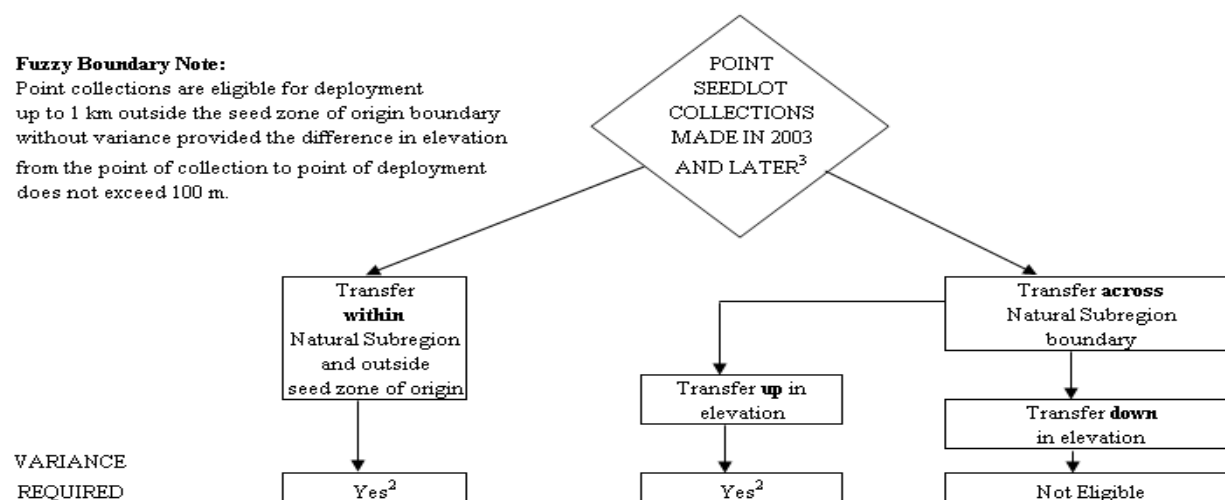 Fuzzy Boundary Note:
Point collections are eligible for deployment
up to 1 km outside the seed zone of origin boundary
without variance provided the difference in elevation
from the point of collection to point of deployment
does not exceed 100 m.
POINT
SEEDLOT
COLLECTIONS
MADE IN 2003
AND LATER³
Transfer
within
Natural Subregion
and outside
seed zone of origin
Transfer across
Natural Subregion
boundary
Transfer up in
elevation
Transfer down
in elevation
VARIANCE
REQUIRED
Yes²
Yes²
Not Eligible